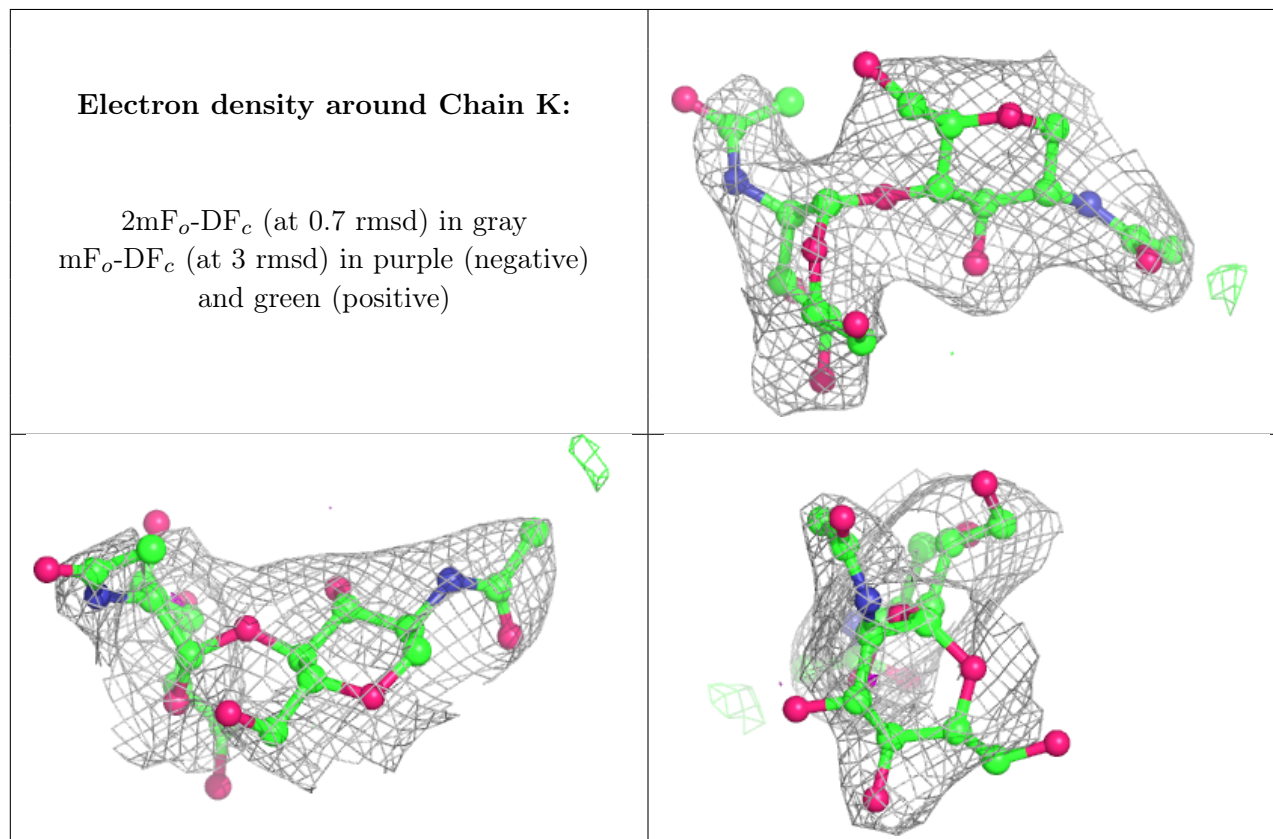 Electron density around Chain K:
2mFo-DFc (at 0.7 rmsd) in gray
mFo-DFc (at 3 rmsd) in purple (negative)
and green (positive)